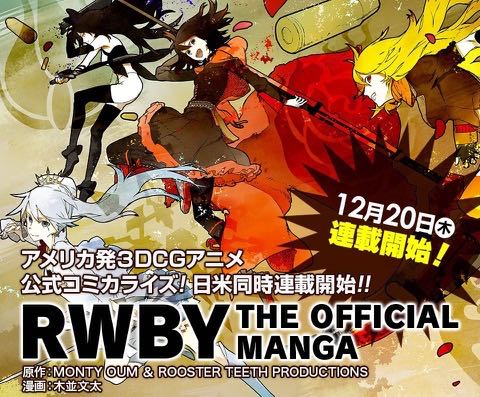 12月20日木
連載開始!
アメリカ発3DCGアニメ
公式コミカライズ!日米同時連載開始!!
RWBY THE OFFICIAL
MANGA
原作:MONTY OUM & ROOSTER TEETH PRODUCTIONS
漫画:木並文太